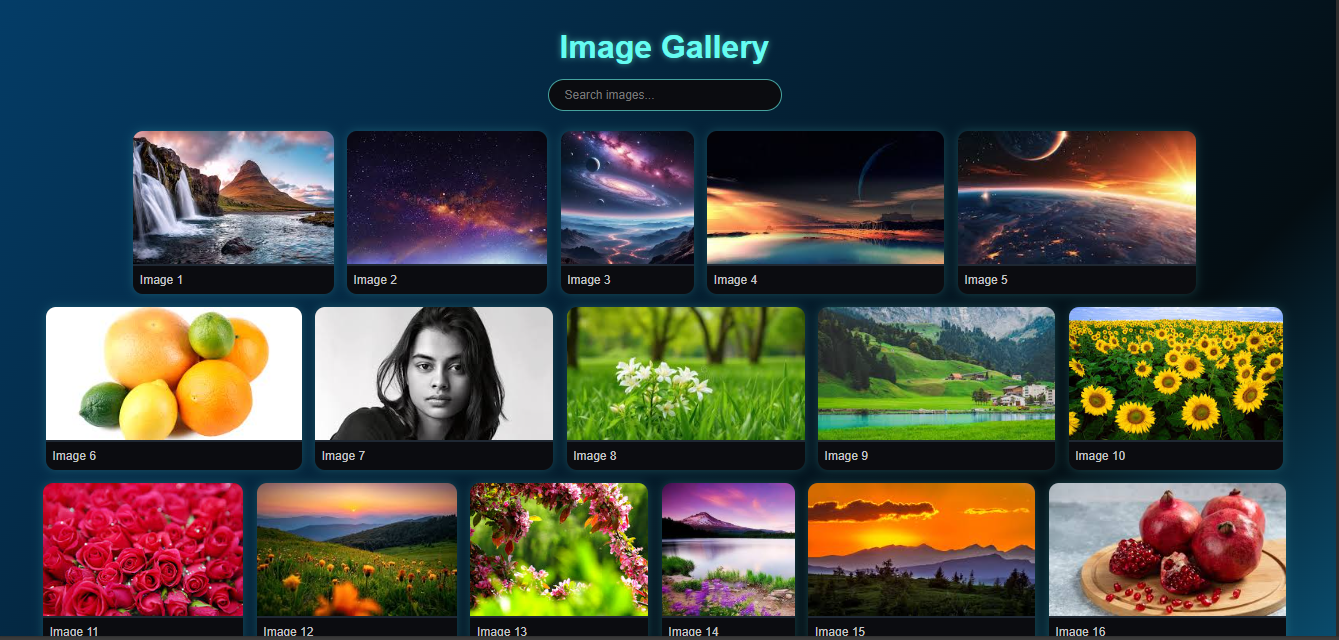 Image Gallery
Search images...
Image 1
Image 2
Image 3
Image 4
Image 5
Image 6
Image 7
Image 8
Image 9
Image 10
Image 11
Image 12
Image 13
Image 14
Image 15
Image 16